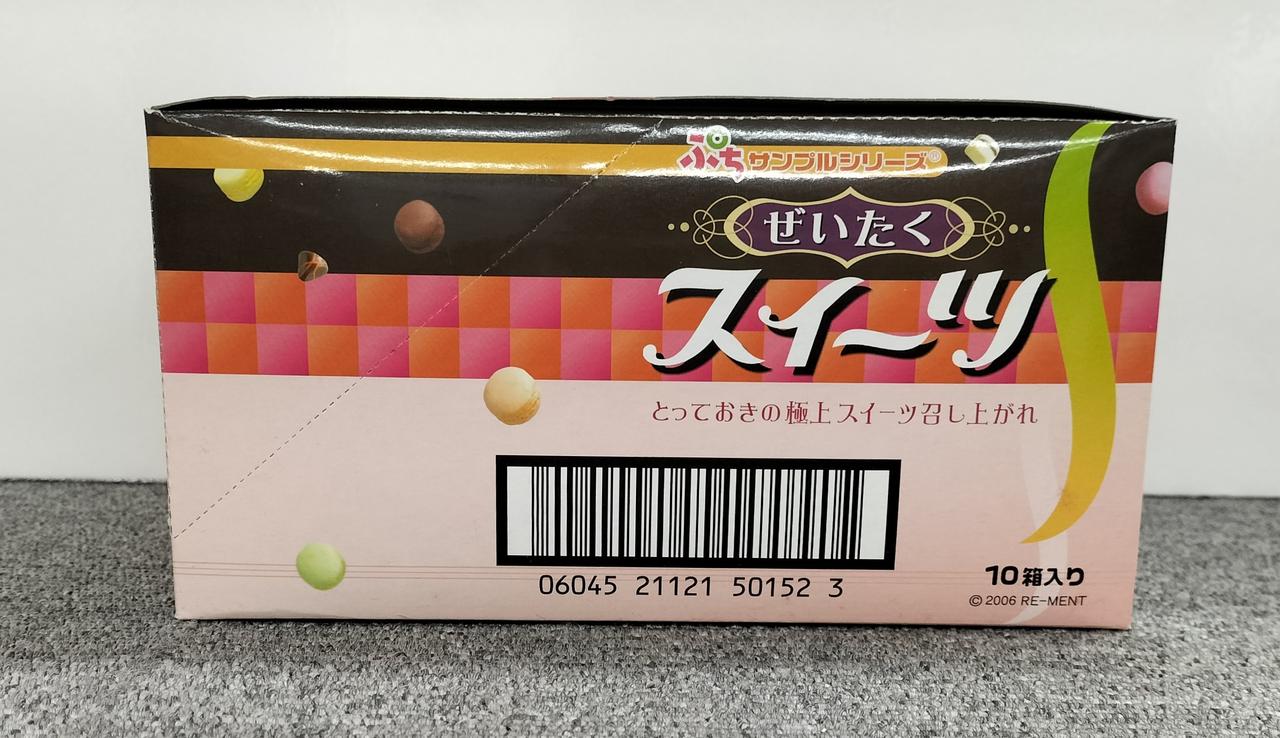 ぷちサンプルシリーズ®
ぜいたく
スイーツ
とっておきの極上スイーツ召し上がれ
06045 21121 50152 3
10箱入り
© 2006 RE-MENT